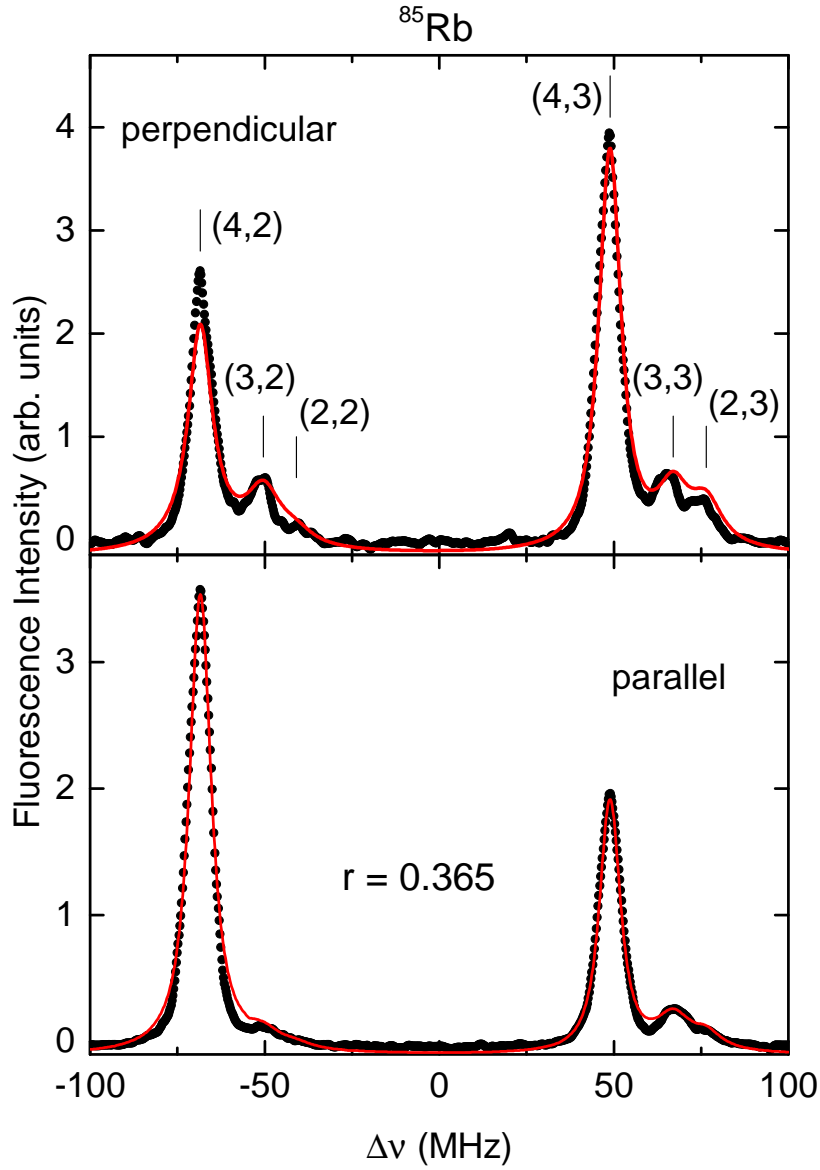 ⁸⁵Rb
perpendicular
(4,3)
(4,2)
(3,2)
(2,2)
(3,3)
(2,3)
4
3
2
1
0
Fluorescence Intensity (arb. units)
parallel
r = 0.365
3
2
1
0
-100 -50 0 50 100
Δν (MHz)